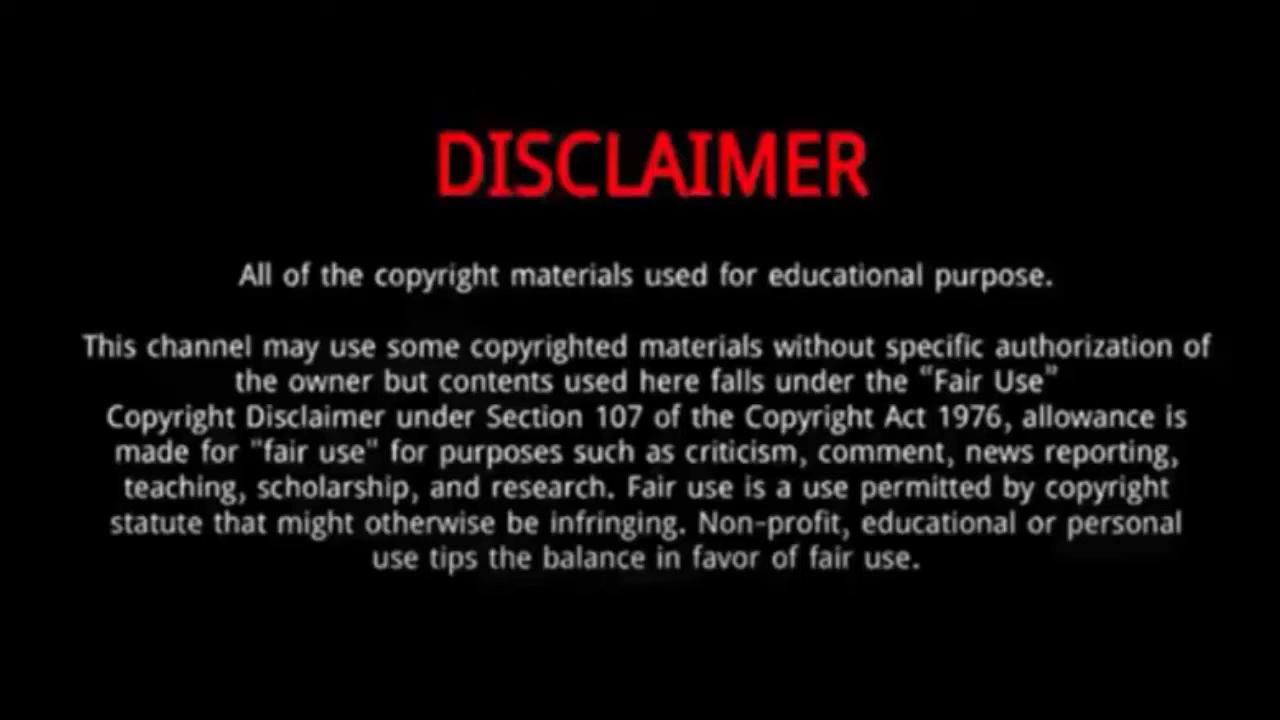 DISCLAIMER
All of the copyright materials used for educational purpose.
This channel may use some copyrighted materials without specific authorization of
the owner but contents used here falls under the “Fair Use”
Copyright Disclaimer under Section 107 of the Copyright Act 1976, allowance is
made for "fair use" for purposes such as criticism, comment, news reporting,
teaching, scholarship, and research. Fair use is a use permitted by copyright
statute that might otherwise be infringing. Non-profit, educational or personal
use tips the balance in favor of fair use.